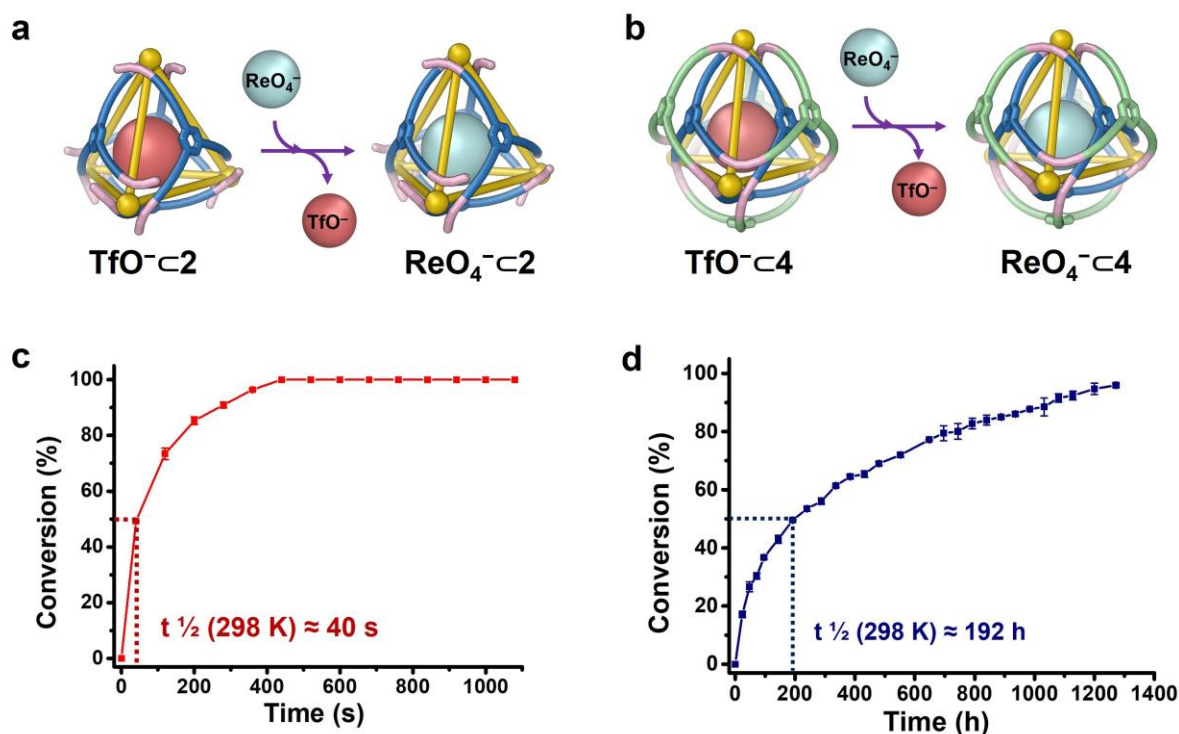 a
ReO₄⁻
TfO⁻
TfO⁻⊂2
ReO₄⁻⊂2
b
ReO₄⁻
TfO⁻
TfO⁻⊂4
ReO₄⁻⊂4
c
Conversion (%)
100
80
60
40
20
0
t ½ (298 K) ≈ 40 s
0 200 400 600 800 1000
Time (s)
d
Conversion (%)
100
80
60
40
20
0
t ½ (298 K) ≈ 192 h
0 200 400 600 800 1000 1200 1400
Time (h)